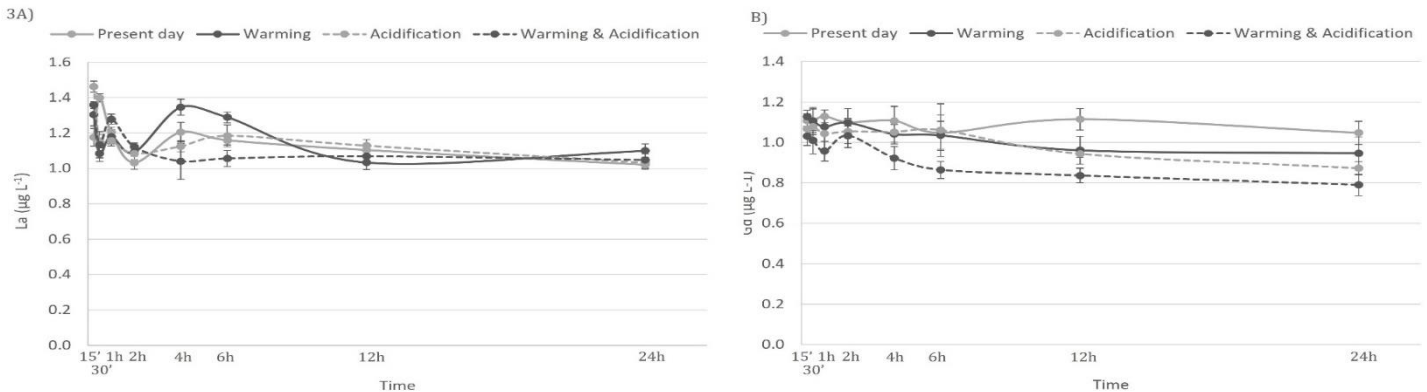 3A)
Present day Warming Acidification Warming & Acidification
La (µg L-1)
1.6
1.4
1.2
1.0
0.8
0.6
0.4
0.2
0.0
15’ 1h 2h 4h 6h 12h 24h
30’
Time
B)
Present day Warming Acidification Warming & Acidification
Gd (µg L-1)
1.4
1.2
1.0
0.8
0.6
0.4
0.2
0.0
15’ 1h 2h 4h 6h 12h 24h
30’
Time